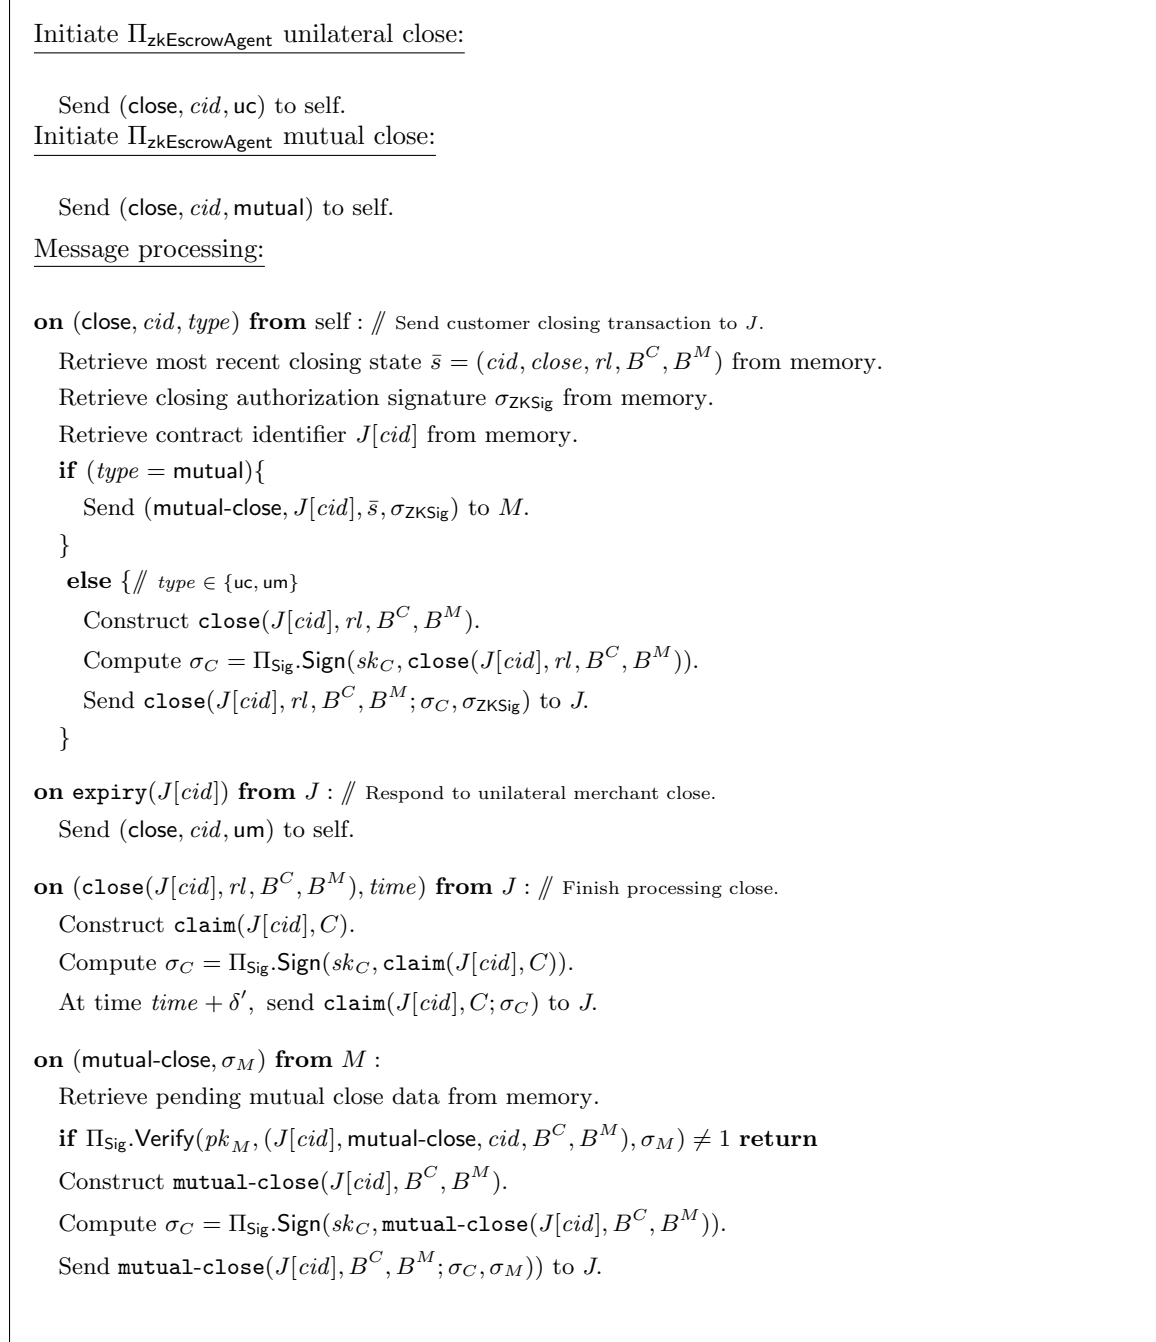 Initiate Π_zkEscrowAgent unilateral close:
Send (close, cid, uc) to self.
Initiate Π_zkEscrowAgent mutual close:
Send (close, cid, mutual) to self.
Message processing:
on (close, cid, type) from self : // Send customer closing transaction to J.
Retrieve most recent closing state s̄ = (cid, close, rl, B^C, B^M) from memory.
Retrieve closing authorization signature σ_ZKSig from memory.
Retrieve contract identifier J[cid] from memory.
if (type = mutual){
Send (mutual-close, J[cid], s̄, σ_ZKSig) to M.
}
else {// type ∈ {uc, um}
Construct close(J[cid], rl, B^C, B^M).
Compute σ_C = Π_Sig.Sign(sk_C, close(J[cid], rl, B^C, B^M)).
Send close(J[cid], rl, B^C, B^M; σ_C, σ_ZKSig) to J.
}
on expiry(J[cid]) from J : // Respond to unilateral merchant close.
Send (close, cid, um) to self.
on (close(J[cid], rl, B^C, B^M), time) from J : // Finish processing close.
Construct claim(J[cid], C).
Compute σ_C = Π_Sig.Sign(sk_C, claim(J[cid], C)).
At time time + δ′, send claim(J[cid], C; σ_C) to J.
on (mutual-close, σ_M) from M :
Retrieve pending mutual close data from memory.
if Π_Sig.Verify(pk_M, (J[cid], mutual-close, cid, B^C, B^M), σ_M) ≠ 1 return
Construct mutual-close(J[cid], B^C, B^M).
Compute σ_C = Π_Sig.Sign(sk_C, mutual-close(J[cid], B^C, B^M)).
Send mutual-close(J[cid], B^C, B^M; σ_C, σ_M)) to J.